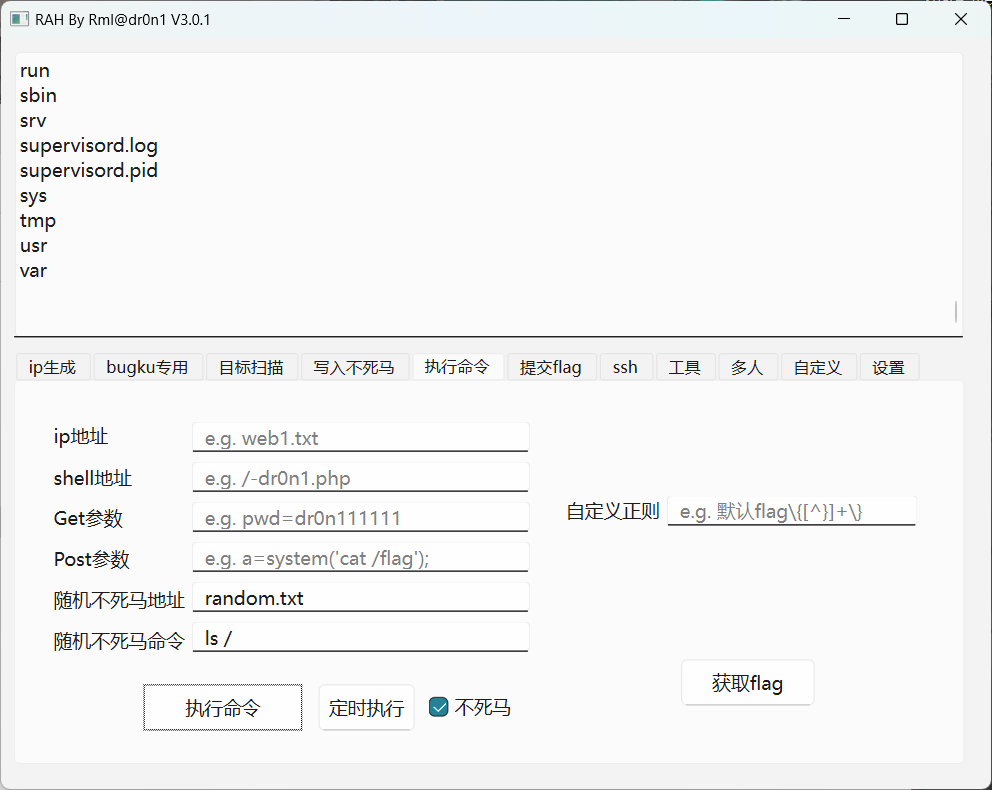 RAH By Rml@dr0n1 V3.0.1
run
sbin
srv
supervisord.log
supervisord.pid
sys
tmp
usr
var
ip生成 bugku专用 目标扫描 写入不死马 执行命令 提交flag ssh 工具 多人 自定义 设置
ip地址 e.g. web1.txt
shell地址 e.g. /-dr0n1.php
Get参数 e.g. pwd=dr0n111111
自定义正则 e.g. 默认flag\{[^}]+\}
Post参数 e.g. a=system('cat /flag');
随机不死马地址 random.txt
随机不死马命令 ls /
获取flag
执行命令 定时执行 不死马